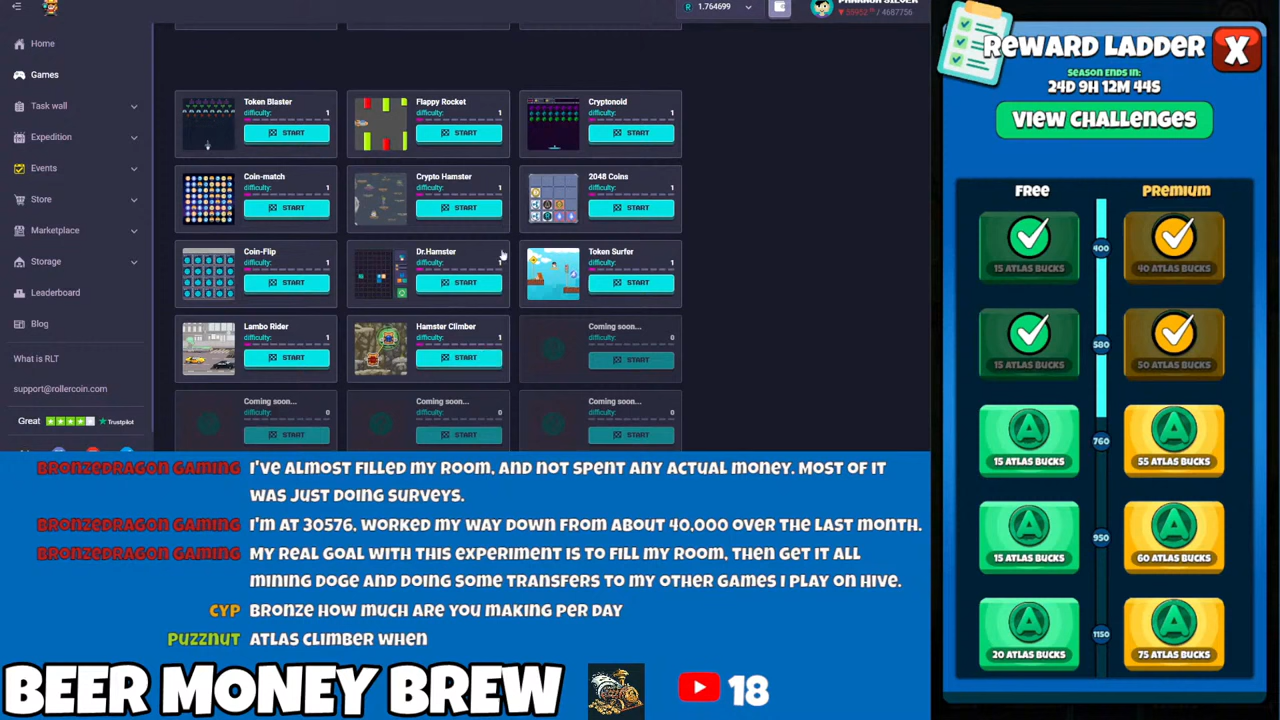 R 1.764699
PHARAOH SILVER
/ 4687756
Home
Games
Task wall
Expedition
Events
Store
Marketplace
Storage
Leaderboard
Blog
What is RLT
support@rollercoin.com
Great Trustpilot
Token Blaster
difficulty: 1
START
Flappy Rocket
difficulty: 1
START
Cryptonoid
difficulty: 1
START
Coin-match
difficulty: 1
START
Crypto Hamster
difficulty: 1
START
2048 Coins
difficulty: 1
START
Coin-Flip
difficulty: 1
START
Dr.Hamster
difficulty: 1
START
Token Surfer
difficulty: 1
START
Lambo Rider
difficulty: 1
START
Hamster Climber
difficulty: 1
START
Coming soon...
difficulty: 0
START
Coming soon...
difficulty: 0
START
Coming soon...
difficulty: 0
START
Coming soon...
difficulty: 0
START
REWARD LADDER
X
SEASON ENDS IN:
24D 9H 12M 44S
VIEW CHALLENGES
FREE PREMIUM
15 ATLAS BUCKS 400 40 ATLAS BUCKS
15 ATLAS BUCKS 580 50 ATLAS BUCKS
15 ATLAS BUCKS 760 55 ATLAS BUCKS
15 ATLAS BUCKS 950 60 ATLAS BUCKS
20 ATLAS BUCKS 1150 75 ATLAS BUCKS
BRONZEDRAGON GAMING I'VE ALMOST FILLED MY ROOM, AND NOT SPENT ANY ACTUAL MONEY. MOST OF IT
WAS JUST DOING SURVEYS.
BRONZEDRAGON GAMING I'M AT 30576, WORKED MY WAY DOWN FROM ABOUT 40,000 OVER THE LAST MONTH.
BRONZEDRAGON GAMING MY REAL GOAL WITH THIS EXPERIMENT IS TO FILL MY ROOM, THEN GET IT ALL
MINING DOGE AND DOING SOME TRANSFERS TO MY OTHER GAMES I PLAY ON HIVE.
CYP BRONZE HOW MUCH ARE YOU MAKING PER DAY
PUZZNUT ATLAS CLIMBER WHEN
BEER MONEY BREW 18